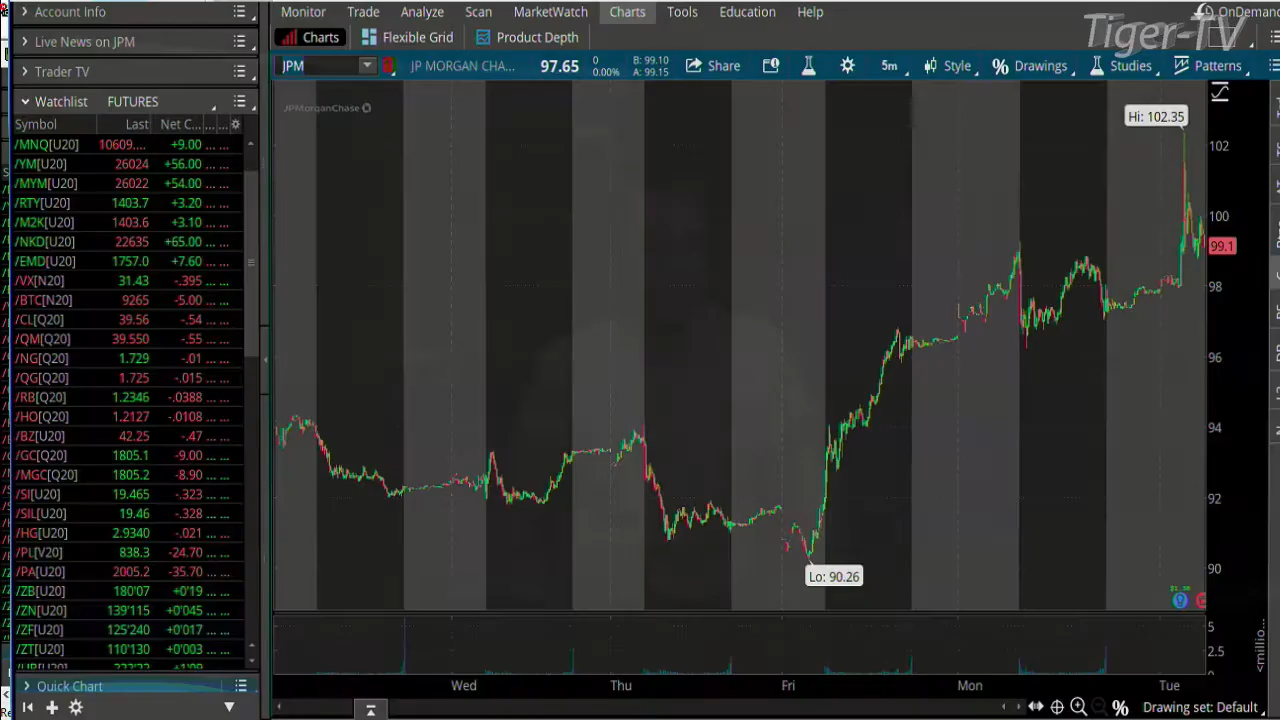 Account Info
Monitor Trade Analyze Scan MarketWatch Charts Tools Education Help
OnDemand
Tiger-TV
Live News on JPM
Charts Flexible Grid Product Depth
Trader TV
JPM JP MORGAN CHA... 97.65 0 0.00% B: 99.10 A: 99.15 Share 5m Style % Drawings Studies Patterns
Watchlist FUTURES
JPMorganChase
Symbol Last Net C... ... ...
/MNQ[U20] 10609.... +9.00 ... ...
/YM[U20] 26024 +56.00 ... ...
/MYM[U20] 26022 +54.00 ... ...
/RTY[U20] 1403.7 +3.20 ... ...
/M2K[U20] 1403.6 +3.10 ... ...
/NKD[U20] 22635 +65.00 ... ...
/EMD[U20] 1757.0 +7.60 ... ...
/VX[N20] 31.43 -.395 ... ...
/BTC[N20] 9265 -5.00 ... ...
/CL[Q20] 39.56 -.54 ... ...
/QM[Q20] 39.550 -.55 ... ...
/NG[Q20] 1.729 -.01 ... ...
/QG[Q20] 1.725 -.015 ... ...
/RB[Q20] 1.2346 -.0388 ... ...
/HO[Q20] 1.2127 -.0108 ... ...
/BZ[U20] 42.25 -.47 ... ...
/GC[Q20] 1805.1 -9.00 ... ...
/MGC[Q20] 1805.2 -8.90 ... ...
/SI[U20] 19.465 -.323 ... ...
/SIL[U20] 19.46 -.328 ... ...
/HG[U20] 2.9340 -.021 ... ...
/PL[V20] 838.3 -24.70 ... ...
/PA[U20] 2005.2 -35.70 ... ...
/ZB[U20] 180'07 +0'19 ... ...
/ZN[U20] 139'115 +0'045 ... ...
/ZF[U20] 125'240 +0'017 ... ...
/ZT[U20] 110'130 +0'003 ... ...
Hi: 102.35
102
100
99.1
98
96
94
92
90
Lo: 90.26
5
2.5
<millio...
Wed Thu Fri Mon Tue
Quick Chart
% Drawing set: Default